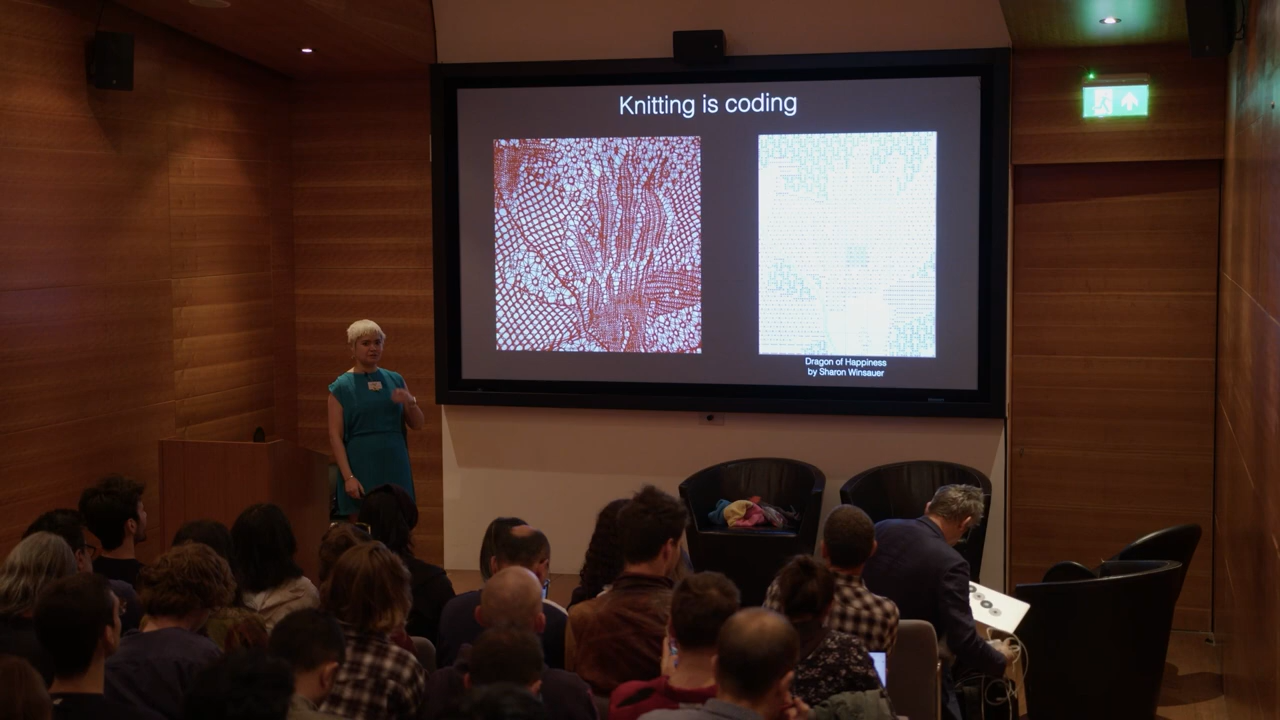 Knitting is coding
Dragon of Happiness
by Sharon Winsauer